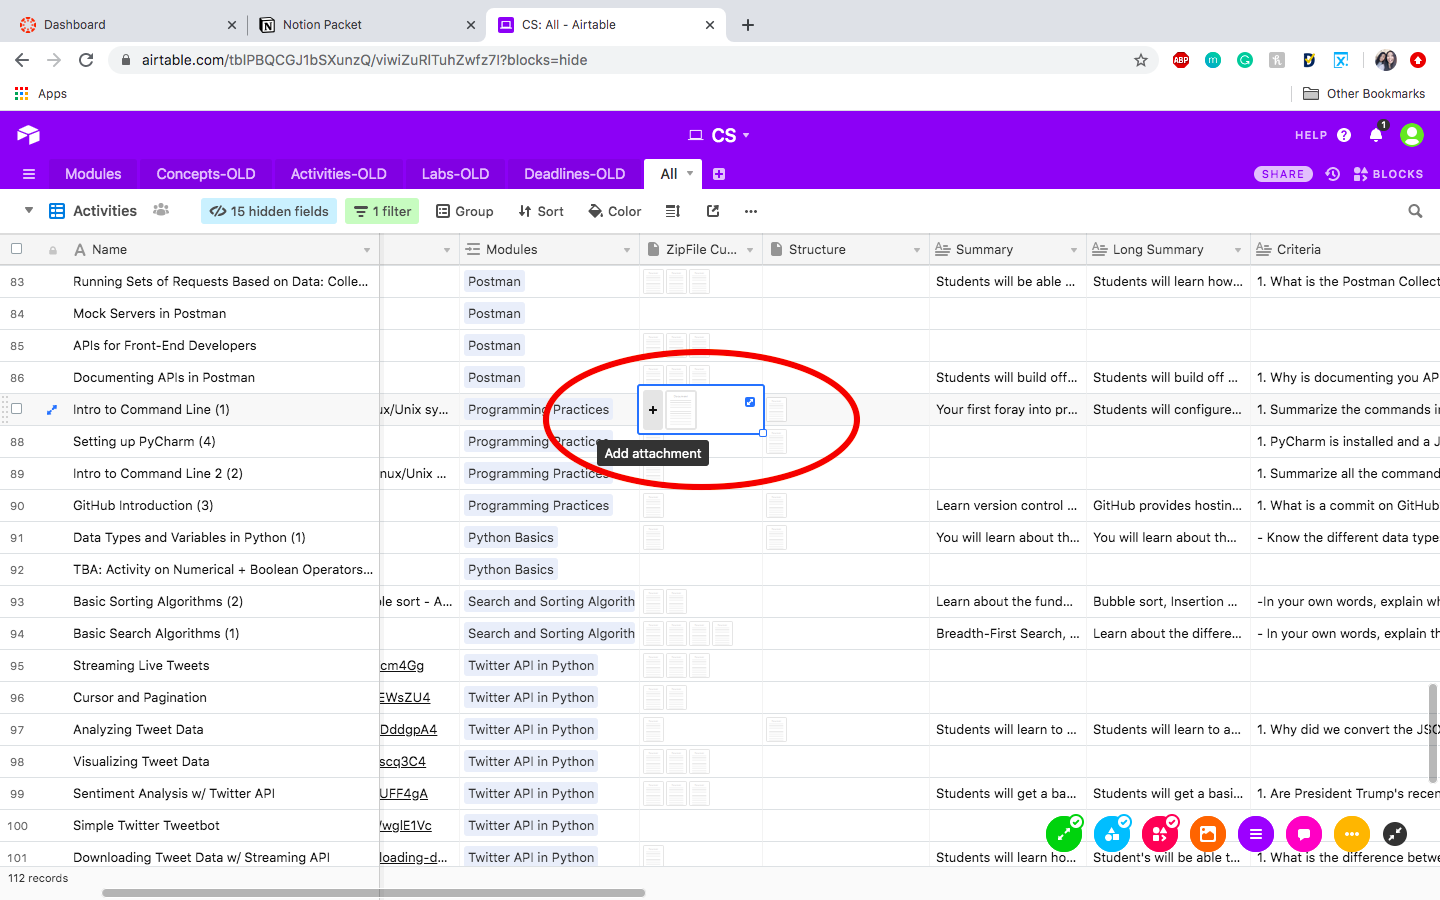 Dashboard
Notion Packet
CS: All - Airtable
airtable.com/tblPBQCGJ1bSXunzQ/viwiZuRlTuhZwfz7l?blocks=hide
ABP
Apps
Other Bookmarks
CS
HELP
1
Modules
Concepts-OLD
Activities-OLD
Labs-OLD
Deadlines-OLD
All
SHARE
BLOCKS
Activities
15 hidden fields
1 filter
Group
Sort
Color
Name
Modules
ZipFile Cu...
Structure
Summary
Long Summary
Criteria
83 Running Sets of Requests Based on Data: Colle... Postman Students will be able ... Students will learn how... 1. What is the Postman Collect
84 Mock Servers in Postman Postman
85 APIs for Front-End Developers Postman
86 Documenting APIs in Postman Postman Students will build off... Students will build off ... 1. Why is documenting you AP
Intro to Command Line (1) ux/Unix sy... Programming Practices Your first foray into pr... Students will configure... 1. Summarize the commands i
88 Setting up PyCharm (4) Programming Practices 1. PyCharm is installed and a J
Add attachment
89 Intro to Command Line 2 (2) nux/Unix ... Programming Practices 1. Summarize all the command
90 GitHub Introduction (3) Programming Practices Learn version control ... GitHub provides hostin... 1. What is a commit on GitHub
91 Data Types and Variables in Python (1) Python Basics You will learn about th... You will learn about th... - Know the different data type
92 TBA: Activity on Numerical + Boolean Operators... Python Basics
93 Basic Sorting Algorithms (2) le sort - A... Search and Sorting Algorith Learn about the fund... Bubble sort, Insertion ... -In your own words, explain wh
94 Basic Search Algorithms (1) Search and Sorting Algorith Breadth-First Search, ... Learn about the differe... - In your own words, explain th
95 Streaming Live Tweets cm4Gg Twitter API in Python
96 Cursor and Pagination EWsZU4 Twitter API in Python
97 Analyzing Tweet Data DddgpA4 Twitter API in Python Students will learn to ... Students will learn to a... 1. Why did we convert the JSO
98 Visualizing Tweet Data scq3C4 Twitter API in Python
99 Sentiment Analysis w/ Twitter API UFF4gA Twitter API in Python Students will get a ba... Students will get a basi... 1. Are President Trump's recen
100 Simple Twitter Tweetbot wglE1Vc Twitter API in Python
101 Downloading Tweet Data w/ Streaming API loading-d... Twitter API in Python Students will learn ho... Student's will be able t... 1. What is the difference betw
112 records